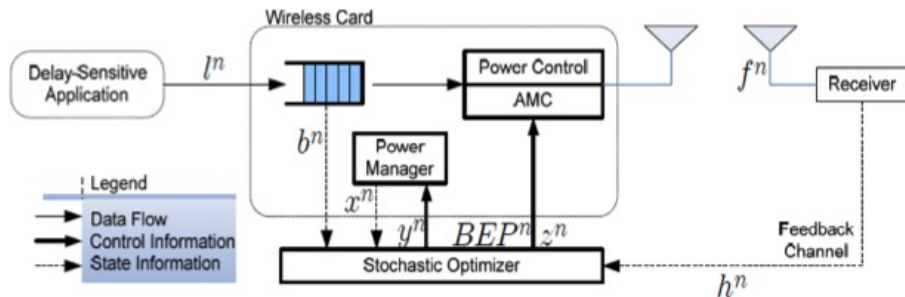 Wireless Card
Delay-Sensitive
Application
l^n
Power Control
AMC
f^n
Receiver
b^n
Power
Manager
x^n
y^n
BEP^n z^n
Legend
Data Flow
Control Information
State Information
Stochastic Optimizer
Feedback
Channel
h^n